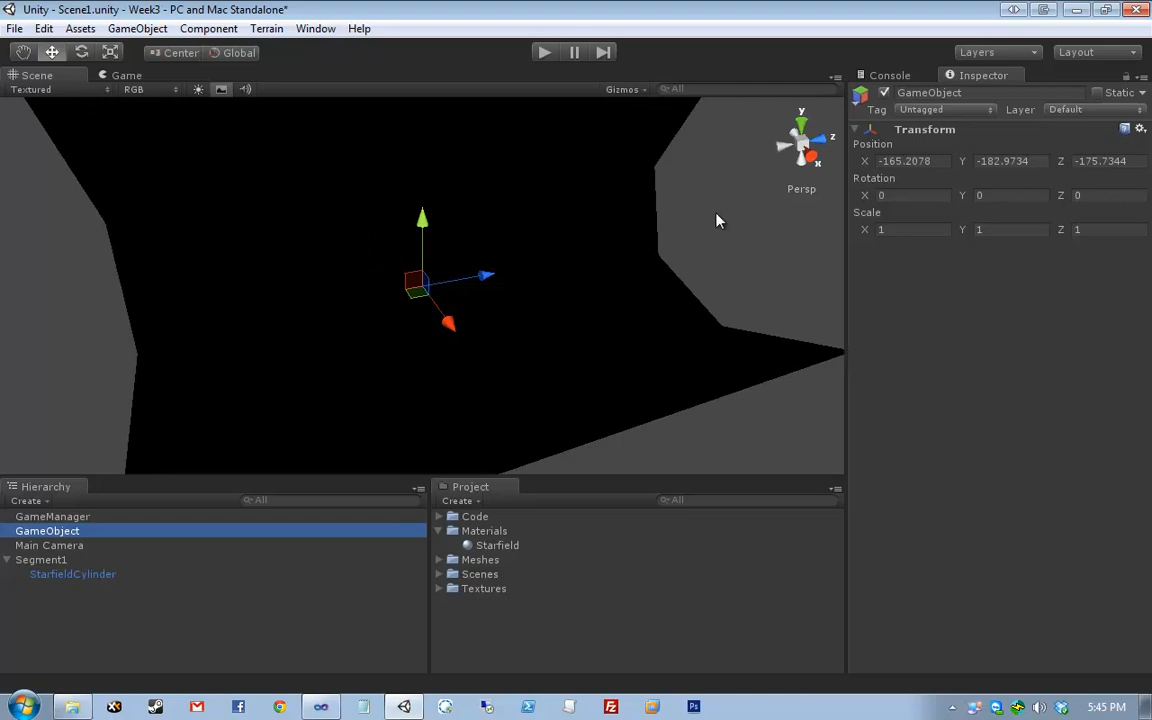 Unity - Scene1.unity - Week3 - PC and Mac Standalone*
File Edit Assets GameObject Component Terrain Window Help
Center Global Layers Layout
Scene Game Console Inspector
Textured RGB Gizmos All
GameObject Static
Tag Untagged Layer Default
Transform
Position
X -165.2078 Y -182.9734 Z -175.7344
Rotation
X 0 Y 0 Z 0
Scale
X 1 Y 1 Z 1
y
z
x
Persp
Hierarchy
Create All
GameManager
GameObject
Main Camera
Segment1
StarfieldCylinder
Project
Create All
Code
Materials
Starfield
Meshes
Scenes
Textures
5:45 PM